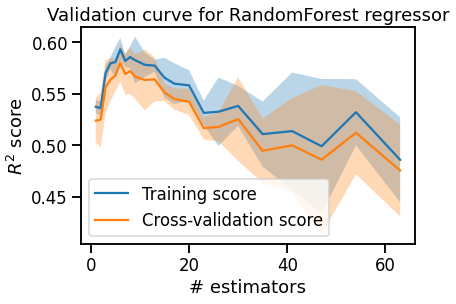 Validation curve for RandomForest regressor
0.60
0.55
0.50
0.45
R² score
Training score
Cross-validation score
0 20 40 60
# estimators